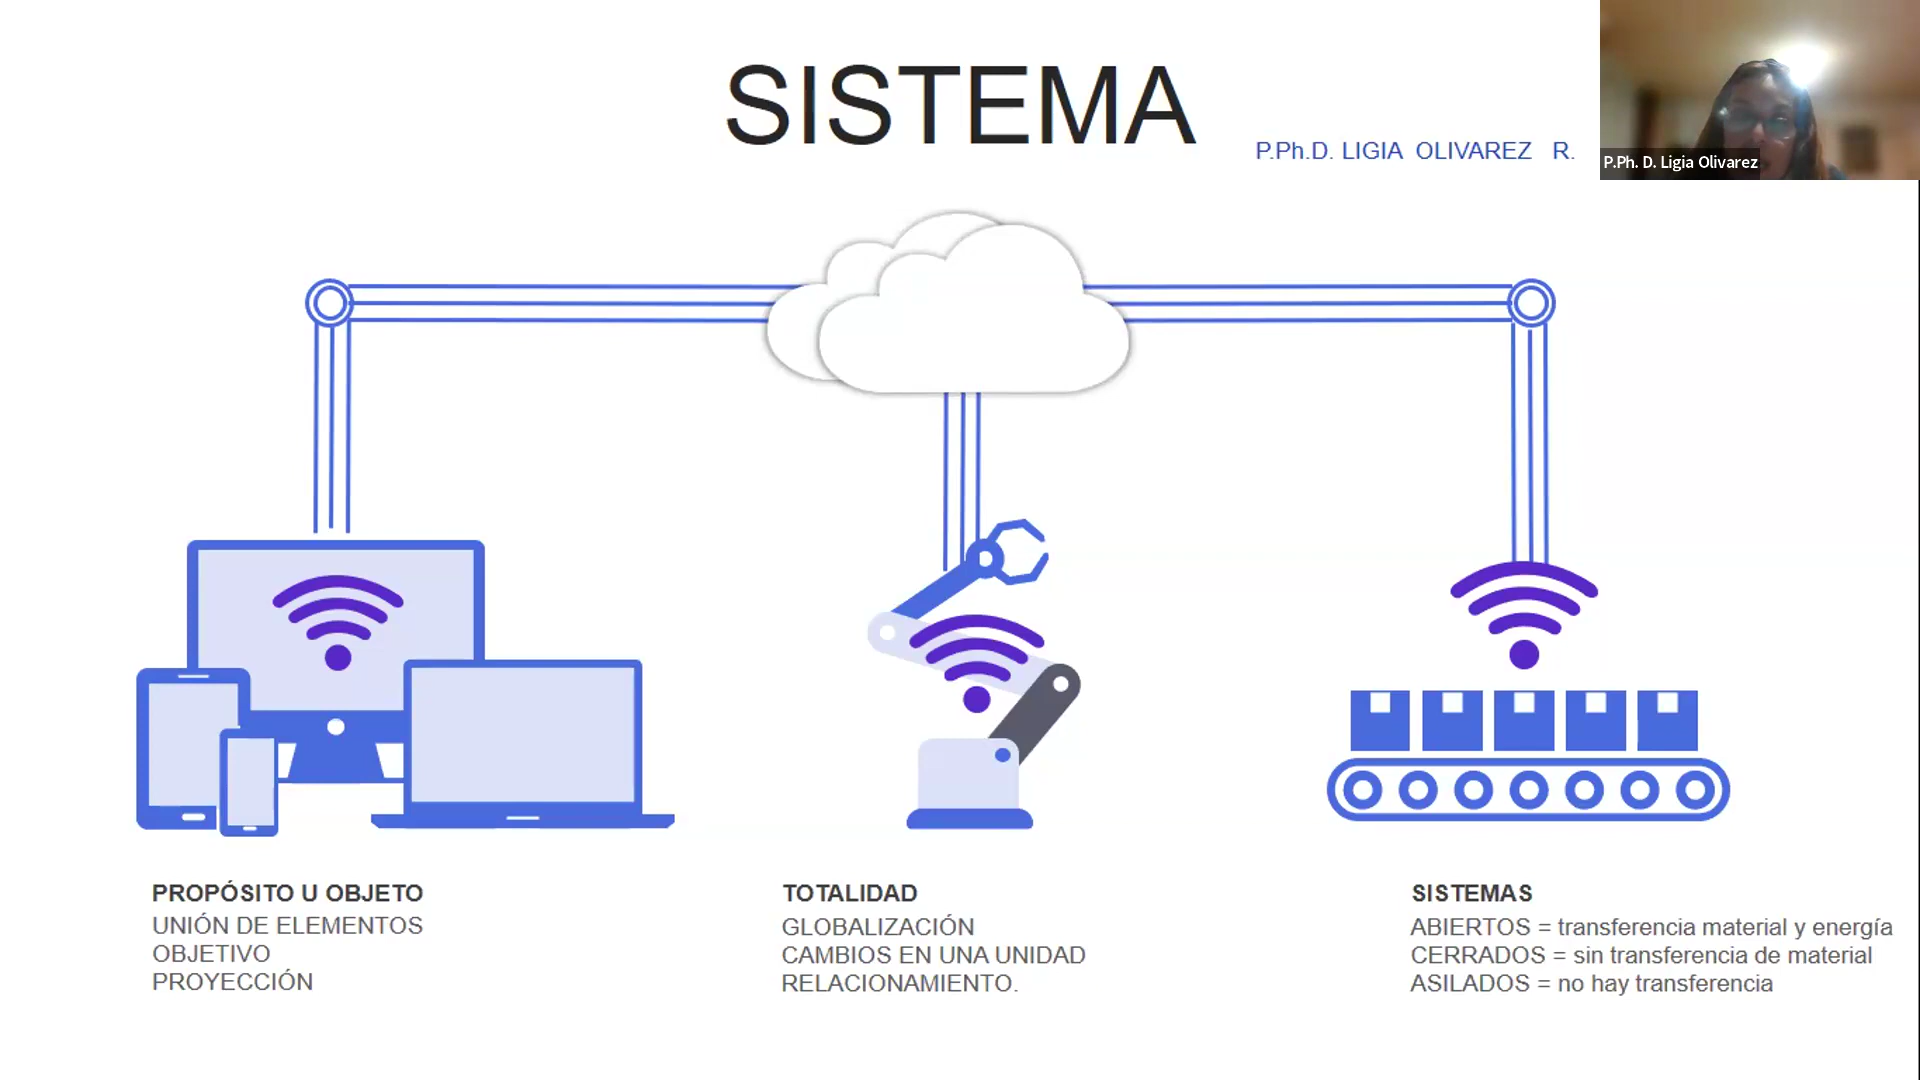 SISTEMA
P.Ph.D. LIGIA OLIVAREZ R.
P.Ph. D. Ligia Olivarez
PROPÓSITO U OBJETO
UNIÓN DE ELEMENTOS
OBJETIVO
PROYECCIÓN
TOTALIDAD
GLOBALIZACIÓN
CAMBIOS EN UNA UNIDAD
RELACIONAMIENTO.
SISTEMAS
ABIERTOS = transferencia material y energía
CERRADOS = sin transferencia de material
ASILADOS = no hay transferencia